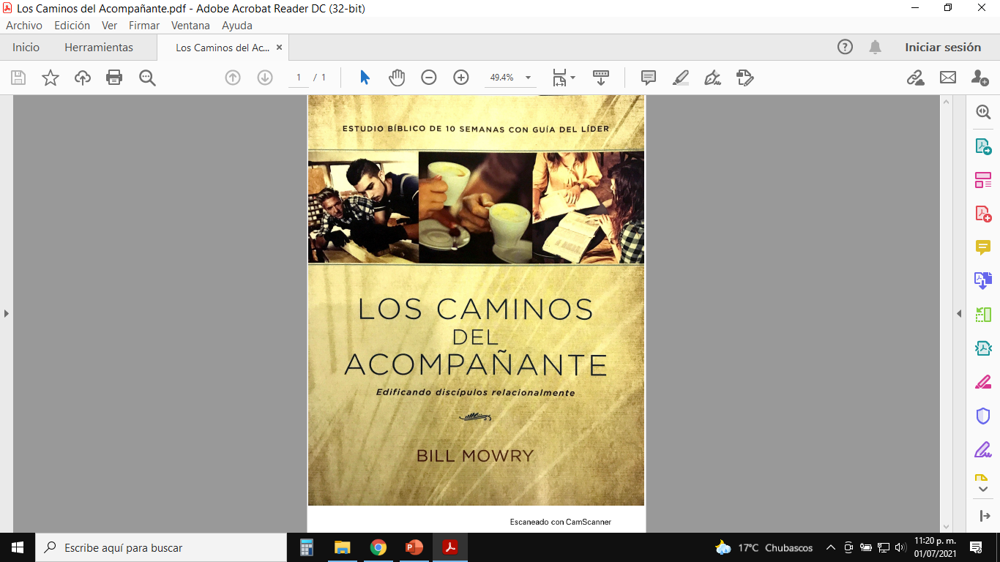 Los Caminos del Acompañante.pdf - Adobe Acrobat Reader DC (32-bit)
Archivo Edición Ver Firmar Ventana Ayuda
Inicio Herramientas Los Caminos del Ac... Iniciar sesión
1 / 1 49.4%
ESTUDIO BÍBLICO DE 10 SEMANAS CON GUÍA DEL LÍDER
LOS CAMINOS
DEL
ACOMPAÑANTE
Edificando discípulos relacionalmente
BILL MOWRY
Escaneado con CamScanner
Escribe aquí para buscar
17°C Chubascos
11:20 p. m.
01/07/2021